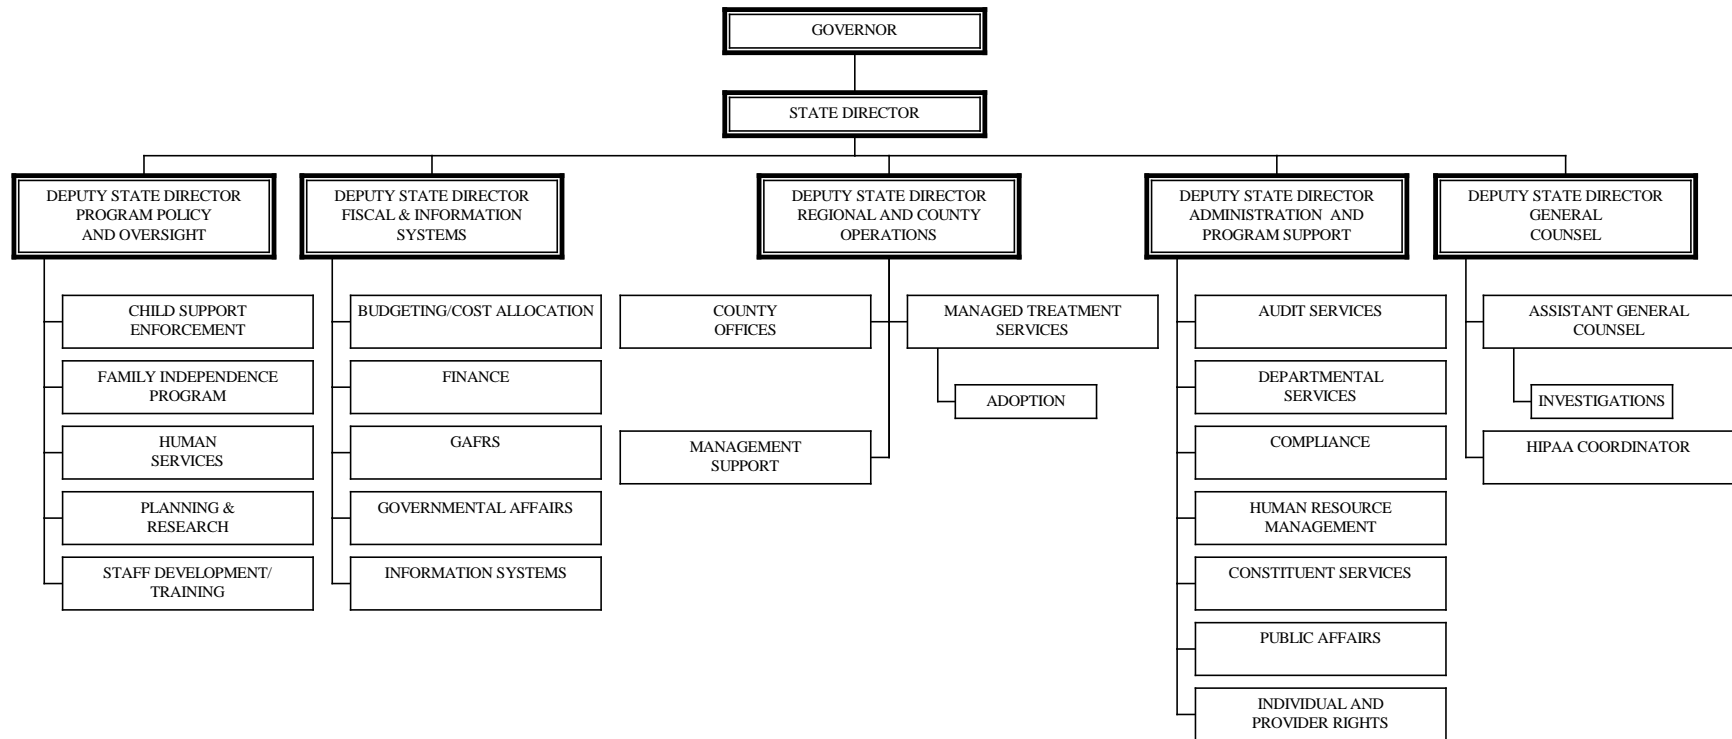 GOVERNOR
STATE DIRECTOR
DEPUTY STATE DIRECTOR
PROGRAM POLICY
AND OVERSIGHT
DEPUTY STATE DIRECTOR
FISCAL & INFORMATION
SYSTEMS
DEPUTY STATE DIRECTOR
REGIONAL AND COUNTY
OPERATIONS
DEPUTY STATE DIRECTOR
ADMINISTRATION AND
PROGRAM SUPPORT
DEPUTY STATE DIRECTOR
GENERAL
COUNSEL
CHILD SUPPORT
ENFORCEMENT
FAMILY INDEPENDENCE
PROGRAM
HUMAN
SERVICES
PLANNING &
RESEARCH
STAFF DEVELOPMENT/
TRAINING
BUDGETING/COST ALLOCATION
FINANCE
GAFRS
GOVERNMENTAL AFFAIRS
INFORMATION SYSTEMS
COUNTY
OFFICES
MANAGEMENT
SUPPORT
MANAGED TREATMENT
SERVICES
ADOPTION
AUDIT SERVICES
DEPARTMENTAL
SERVICES
COMPLIANCE
HUMAN RESOURCE
MANAGEMENT
CONSTITUENT SERVICES
PUBLIC AFFAIRS
INDIVIDUAL AND
PROVIDER RIGHTS
ASSISTANT GENERAL
COUNSEL
INVESTIGATIONS
HIPAA COORDINATOR